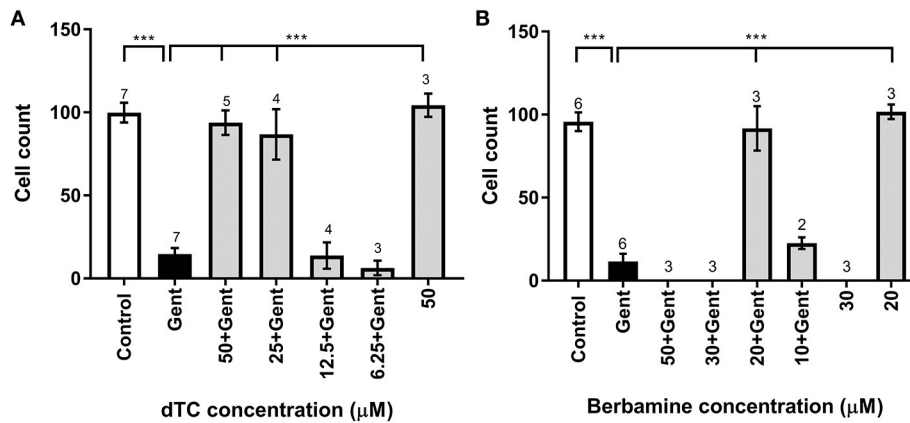 A
150
100
50
0
Cell count
***
***
7
7
5
4
4
3
3
Control
Gent
50+Gent
25+Gent
12.5+Gent
6.25+Gent
50
dTC concentration (μM)
B
150
100
50
0
Cell count
***
***
6
6
3
3
3
2
3
3
Control
Gent
50+Gent
30+Gent
20+Gent
10+Gent
30
20
Berbamine concentration (μM)